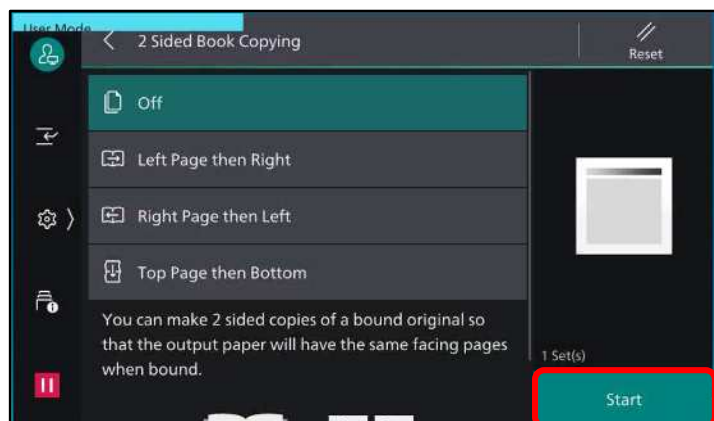 User Mode
2 Sided Book Copying
Reset
Off
Left Page then Right
Right Page then Left
Top Page then Bottom
You can make 2 sided copies of a bound original so
that the output paper will have the same facing pages
when bound.
1 Set(s)
Start